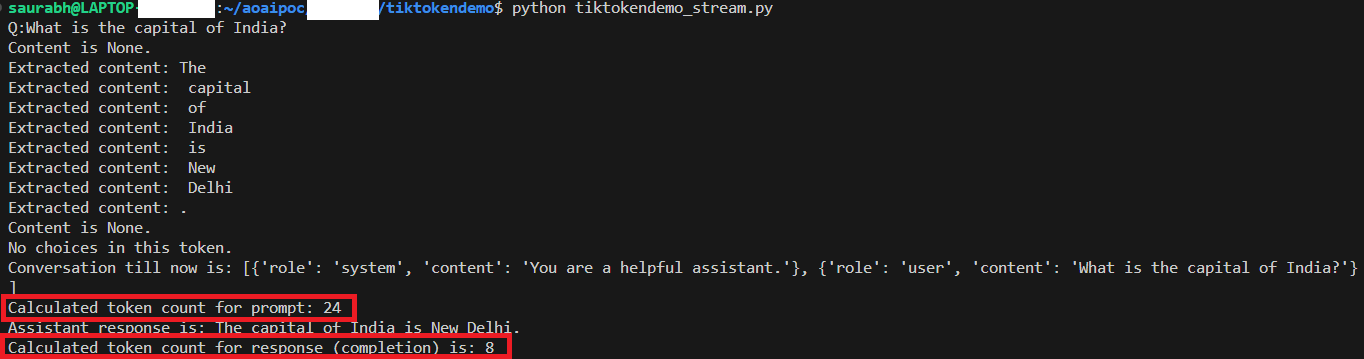 saurabh@LAPTOP- :~/aoaipoc/ /tiktokendemo$ python tiktokendemo_stream.py
Q:What is the capital of India?
Content is None.
Extracted content: The
Extracted content:  capital
Extracted content:  of
Extracted content:  India
Extracted content:  is
Extracted content:  New
Extracted content:  Delhi
Extracted content: .
Content is None.
No choices in this token.
Conversation till now is: [{'role': 'system', 'content': 'You are a helpful assistant.'}, {'role': 'user', 'content': 'What is the capital of India?'}
]
Calculated token count for prompt: 24
Assistant response is: The capital of India is New Delhi.
Calculated token count for response (completion) is: 8